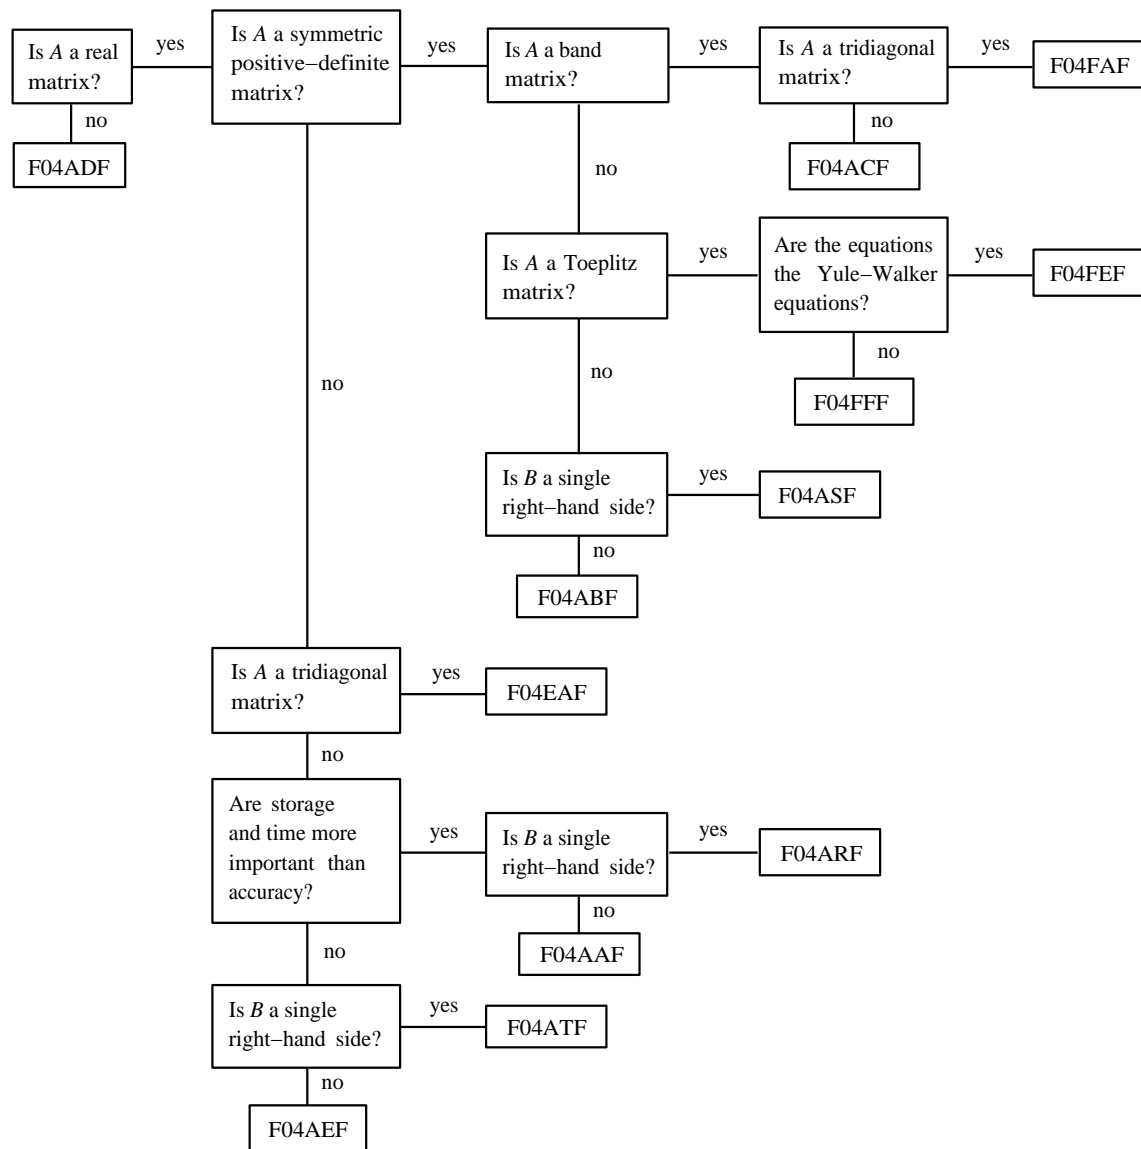 Is A a real
matrix?
yes
Is A a symmetric
positive−definite
matrix?
yes
Is A a band
matrix?
yes
Is A a tridiagonal
matrix?
yes
F04FAF
no
F04ADF
no
F04ACF
no
Is A a Toeplitz
matrix?
yes
Are the equations
the Yule−Walker
equations?
yes
F04FEF
no
F04FFF
no
no
Is B a single
right−hand side?
yes
F04ASF
no
F04ABF
Is A a tridiagonal
matrix?
yes
F04EAF
no
Are storage
and time more
important than
accuracy?
yes
Is B a single
right−hand side?
yes
F04ARF
no
F04AAF
no
Is B a single
right−hand side?
yes
F04ATF
no
F04AEF